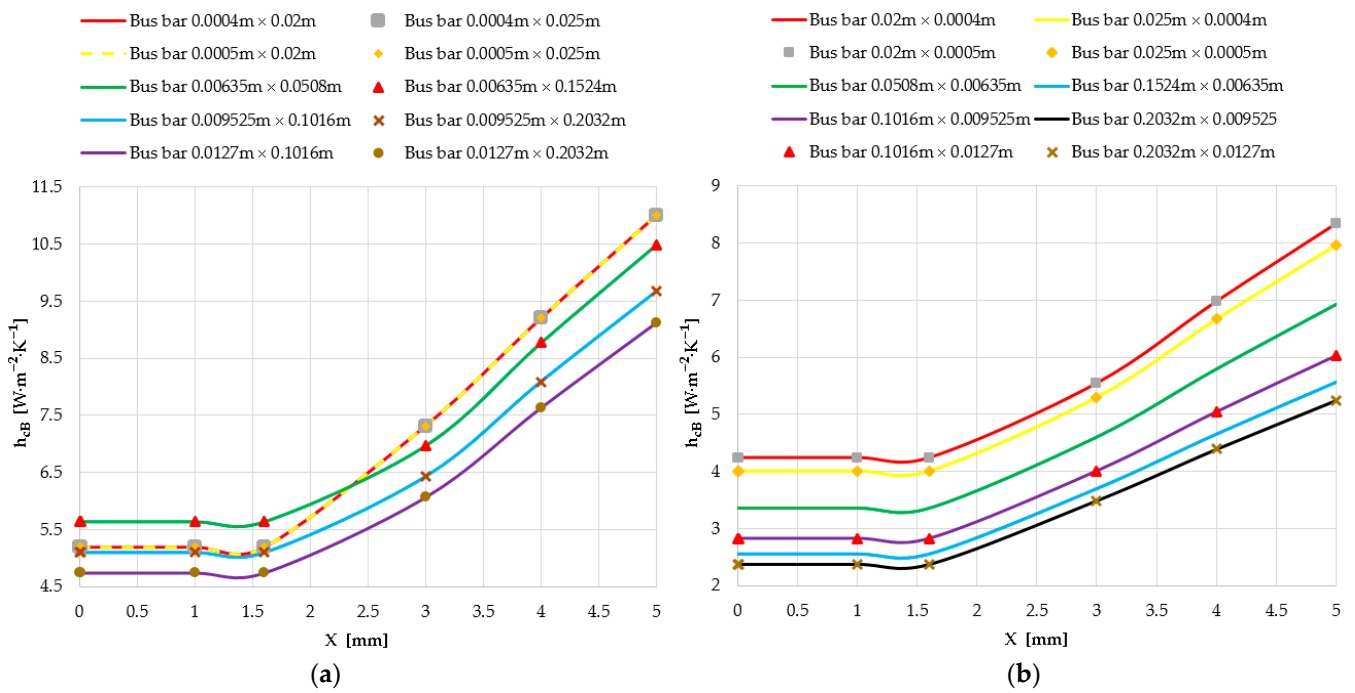 Bus bar 0.0004m × 0.02m
Bus bar 0.0004m × 0.025m
Bus bar 0.0005m × 0.02m
Bus bar 0.0005m × 0.025m
Bus bar 0.00635m × 0.0508m
Bus bar 0.00635m × 0.1524m
Bus bar 0.009525m × 0.1016m
Bus bar 0.009525m × 0.2032m
Bus bar 0.0127m × 0.1016m
Bus bar 0.0127m × 0.2032m
11.5
10.5
9.5
8.5
7.5
6.5
5.5
4.5
h_cB [W·m⁻²·K⁻¹]
0 0.5 1 1.5 2 2.5 3 3.5 4 4.5 5
X [mm]
(a)
Bus bar 0.02m × 0.0004m
Bus bar 0.025m × 0.0004m
Bus bar 0.02m × 0.0005m
Bus bar 0.025m × 0.0005m
Bus bar 0.0508m × 0.00635m
Bus bar 0.1524m × 0.00635m
Bus bar 0.1016m × 0.009525m
Bus bar 0.2032m × 0.009525
Bus bar 0.1016m × 0.0127m
Bus bar 0.2032m × 0.0127m
9
8
7
6
5
4
3
2
h_cB [W·m⁻²·K⁻¹]
0 0.5 1 1.5 2 2.5 3 3.5 4 4.5 5
X [mm]
(b)